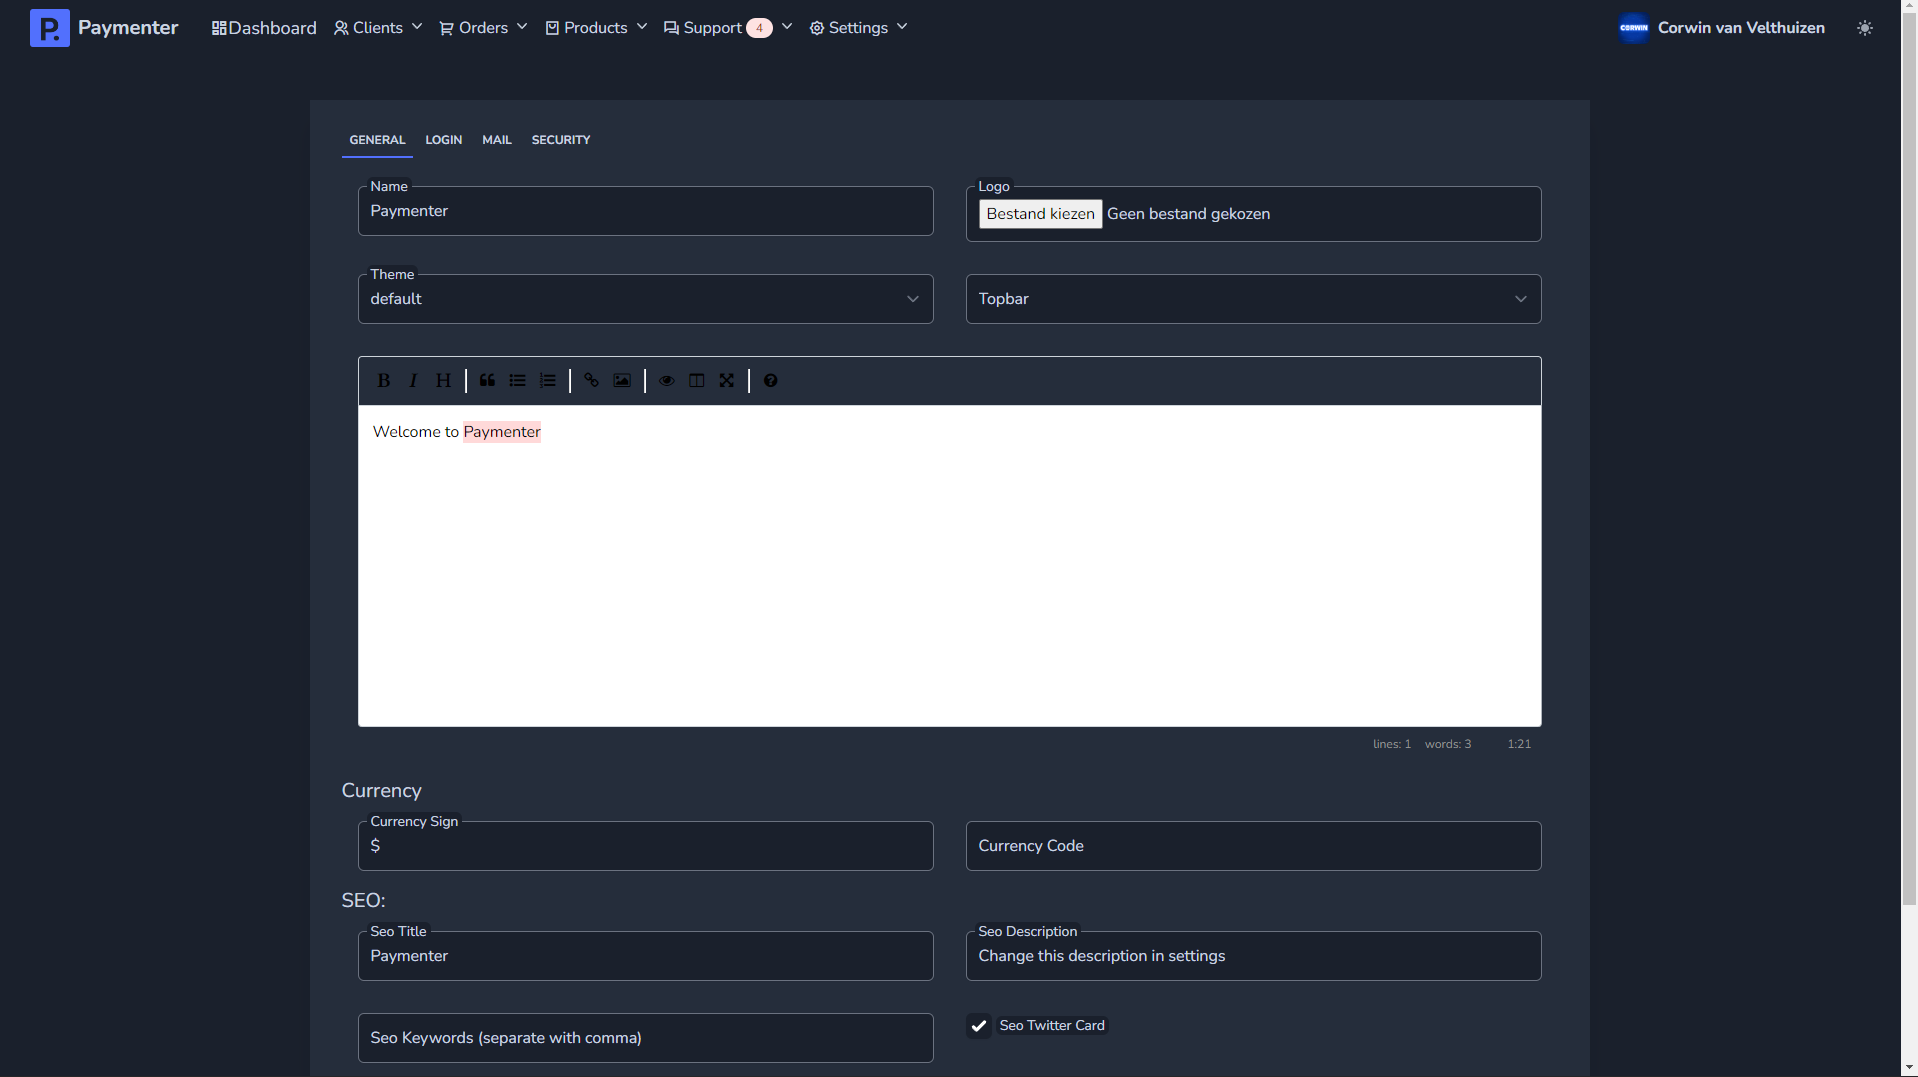 P. Paymenter Dashboard Clients Orders Products Support 4 Settings CORWIN Corwin van Velthuizen
GENERAL LOGIN MAIL SECURITY
Name
Paymenter
Logo
Bestand kiezen Geen bestand gekozen
Theme
default
Topbar
B I H
Welcome to Paymenter
lines: 1 words: 3 1:21
Currency
Currency Sign
$
Currency Code
SEO:
Seo Title
Paymenter
Seo Description
Change this description in settings
Seo Keywords (separate with comma)
Seo Twitter Card